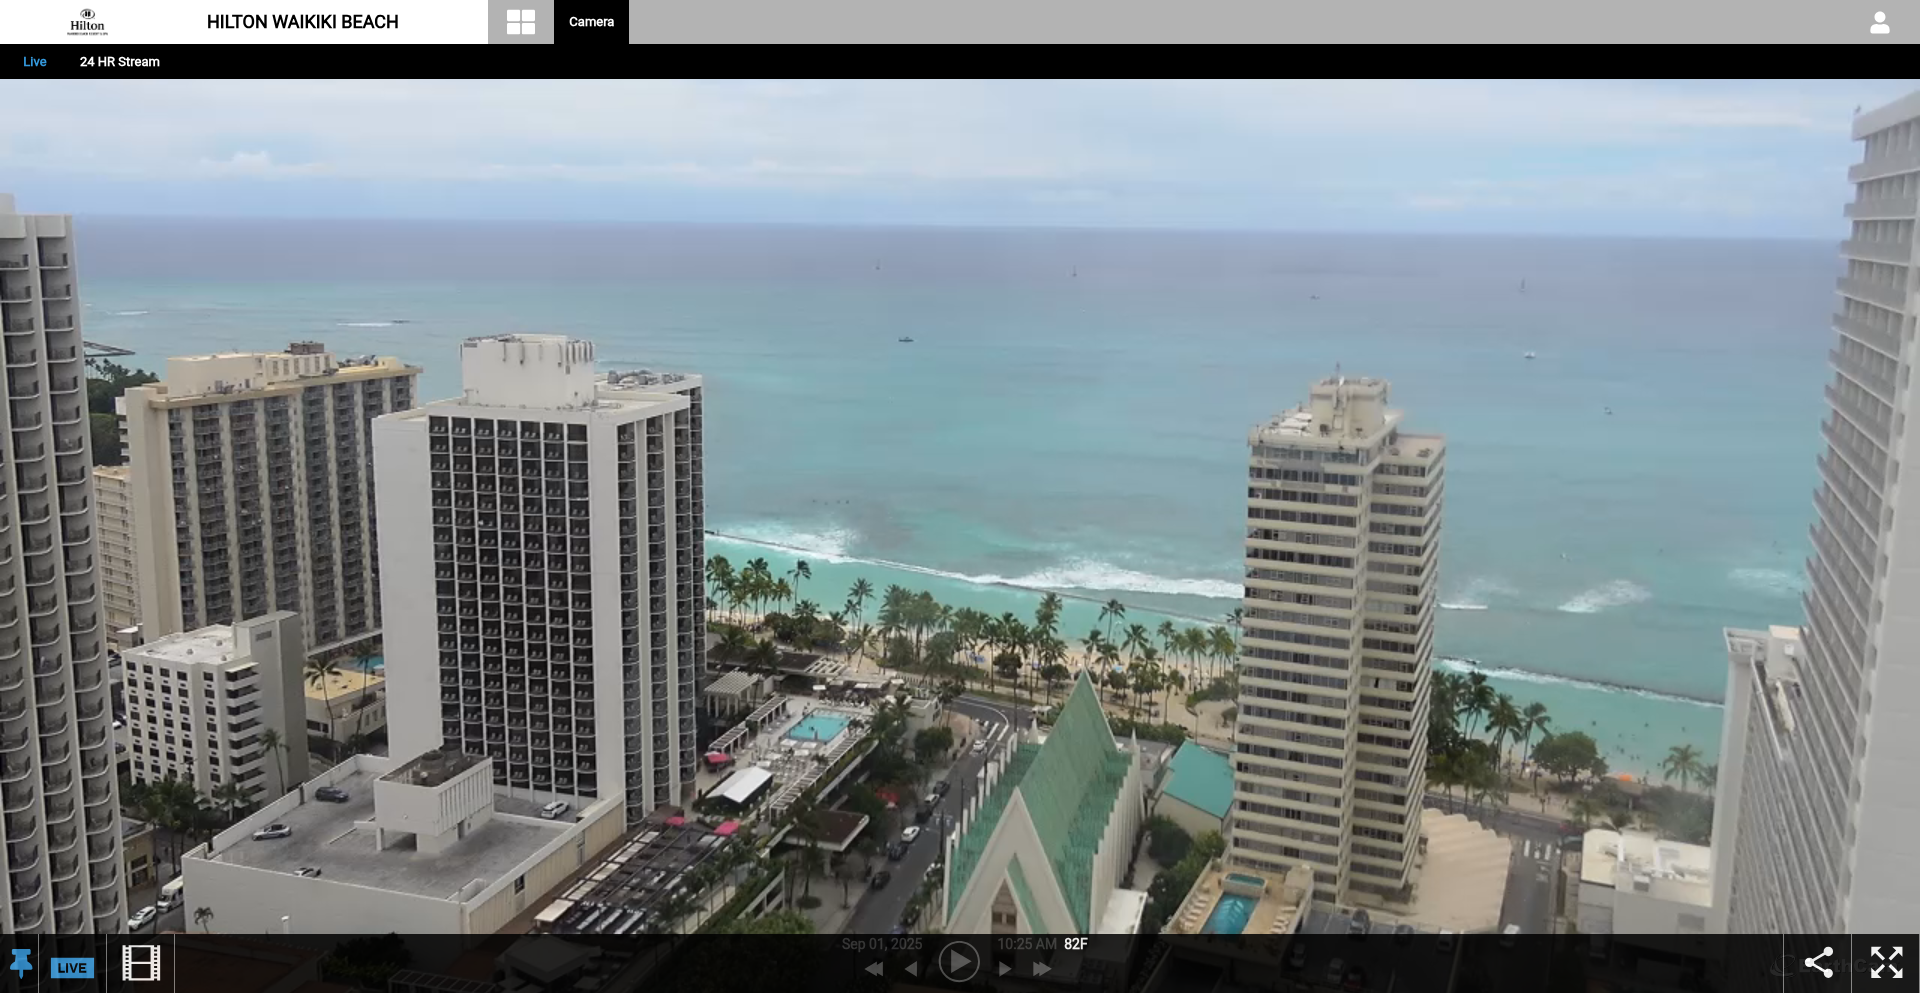 Hilton
HILTON WAIKIKI BEACH
Camera
Live
24 HR Stream
Sep 01, 2025
10:25 AM
82F
LIVE